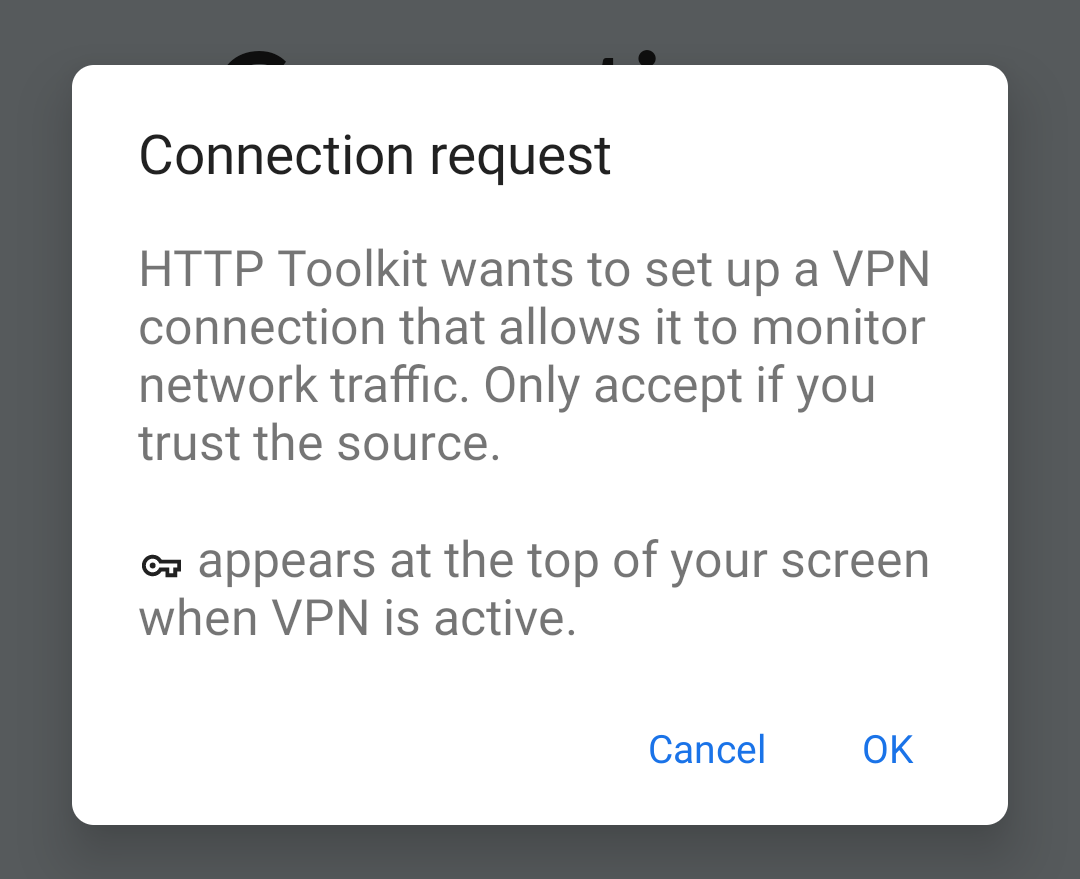 Connection request
HTTP Toolkit wants to set up a VPN
connection that allows it to monitor
network traffic. Only accept if you
trust the source.
appears at the top of your screen
when VPN is active.
Cancel OK